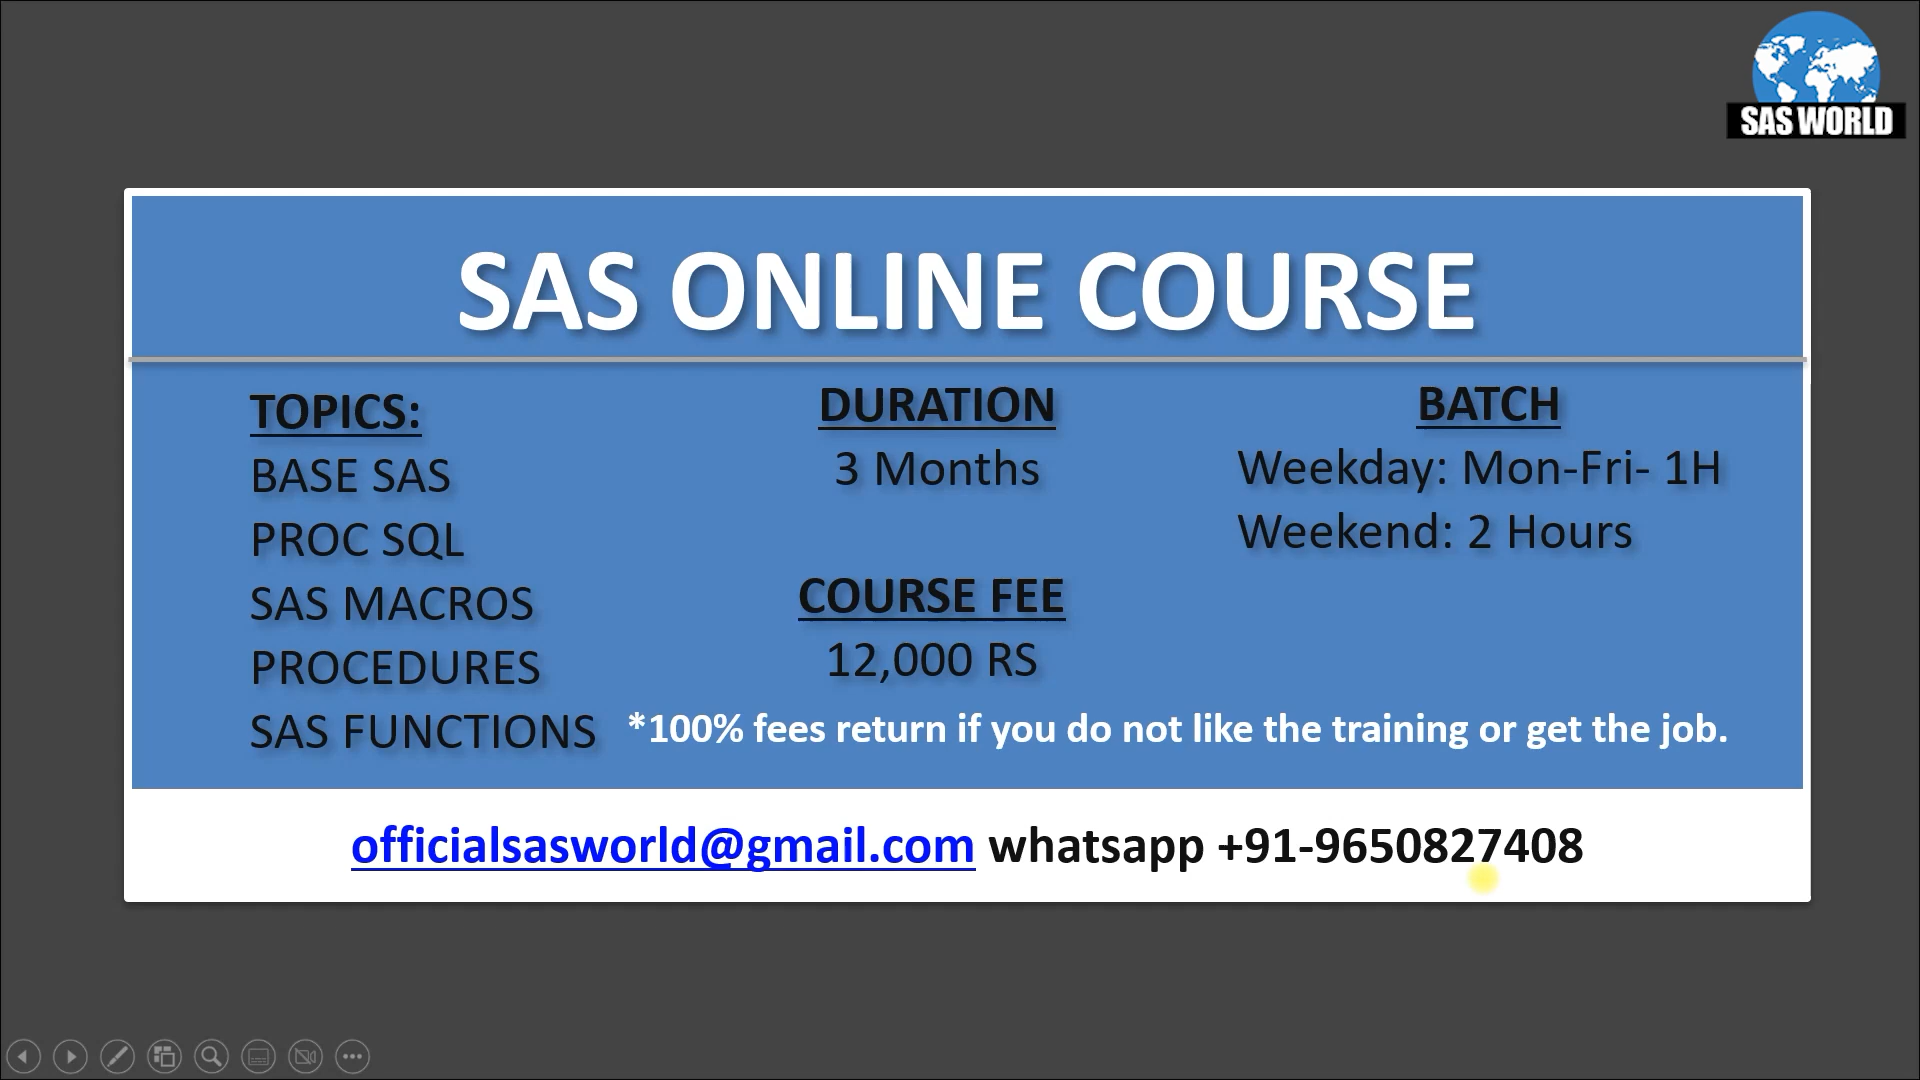 SAS WORLD
SAS ONLINE COURSE
TOPICS:
BASE SAS
PROC SQL
SAS MACROS
PROCEDURES
SAS FUNCTIONS
DURATION
3 Months
COURSE FEE
12,000 RS
BATCH
Weekday: Mon-Fri- 1H
Weekend: 2 Hours
*100% fees return if you do not like the training or get the job.
officialsasworld@gmail.com whatsapp +91-9650827408